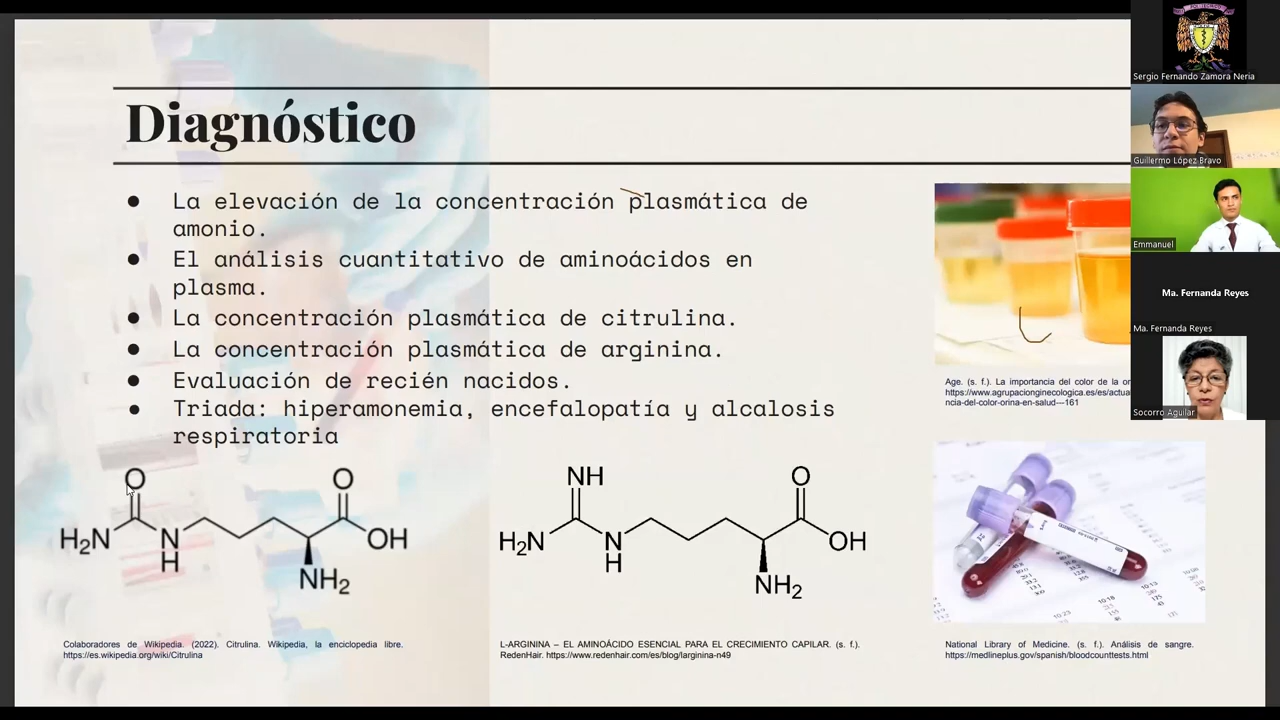 Diagnóstico
● La elevación de la concentración plasmática de
amonio.
● El análisis cuantitativo de aminoácidos en
plasma.
● La concentración plasmática de citrulina.
● La concentración plasmática de arginina.
● Evaluación de recién nacidos.
● Triada: hiperamonemia, encefalopatía y alcalosis
respiratoria
O
O
H₂N
N
H
OH
NH₂
NH
O
H₂N
N
H
OH
NH₂
Colaboradores de Wikipedia. (2022). Citrulina. Wikipedia, la enciclopedia libre.
https://es.wikipedia.org/wiki/Citrulina
L-ARGININA – EL AMINOÁCIDO ESENCIAL PARA EL CRECIMIENTO CAPILAR. (s. f.).
RedenHair. https://www.redenhair.com/es/blog/larginina-n49
Age. (s. f.). La importancia del color de la or
https://www.agrupacionginecologica.es/es/actua
ncia-del-color-orina-en-salud---161
National Library of Medicine. (s. f.). Análisis de sangre.
https://medlineplus.gov/spanish/bloodcounttests.html
Sergio Fernando Zamora Neria
Guillermo López Bravo
Emmanuel
Ma. Fernanda Reyes
Ma. Fernanda Reyes
Socorro Aguilar